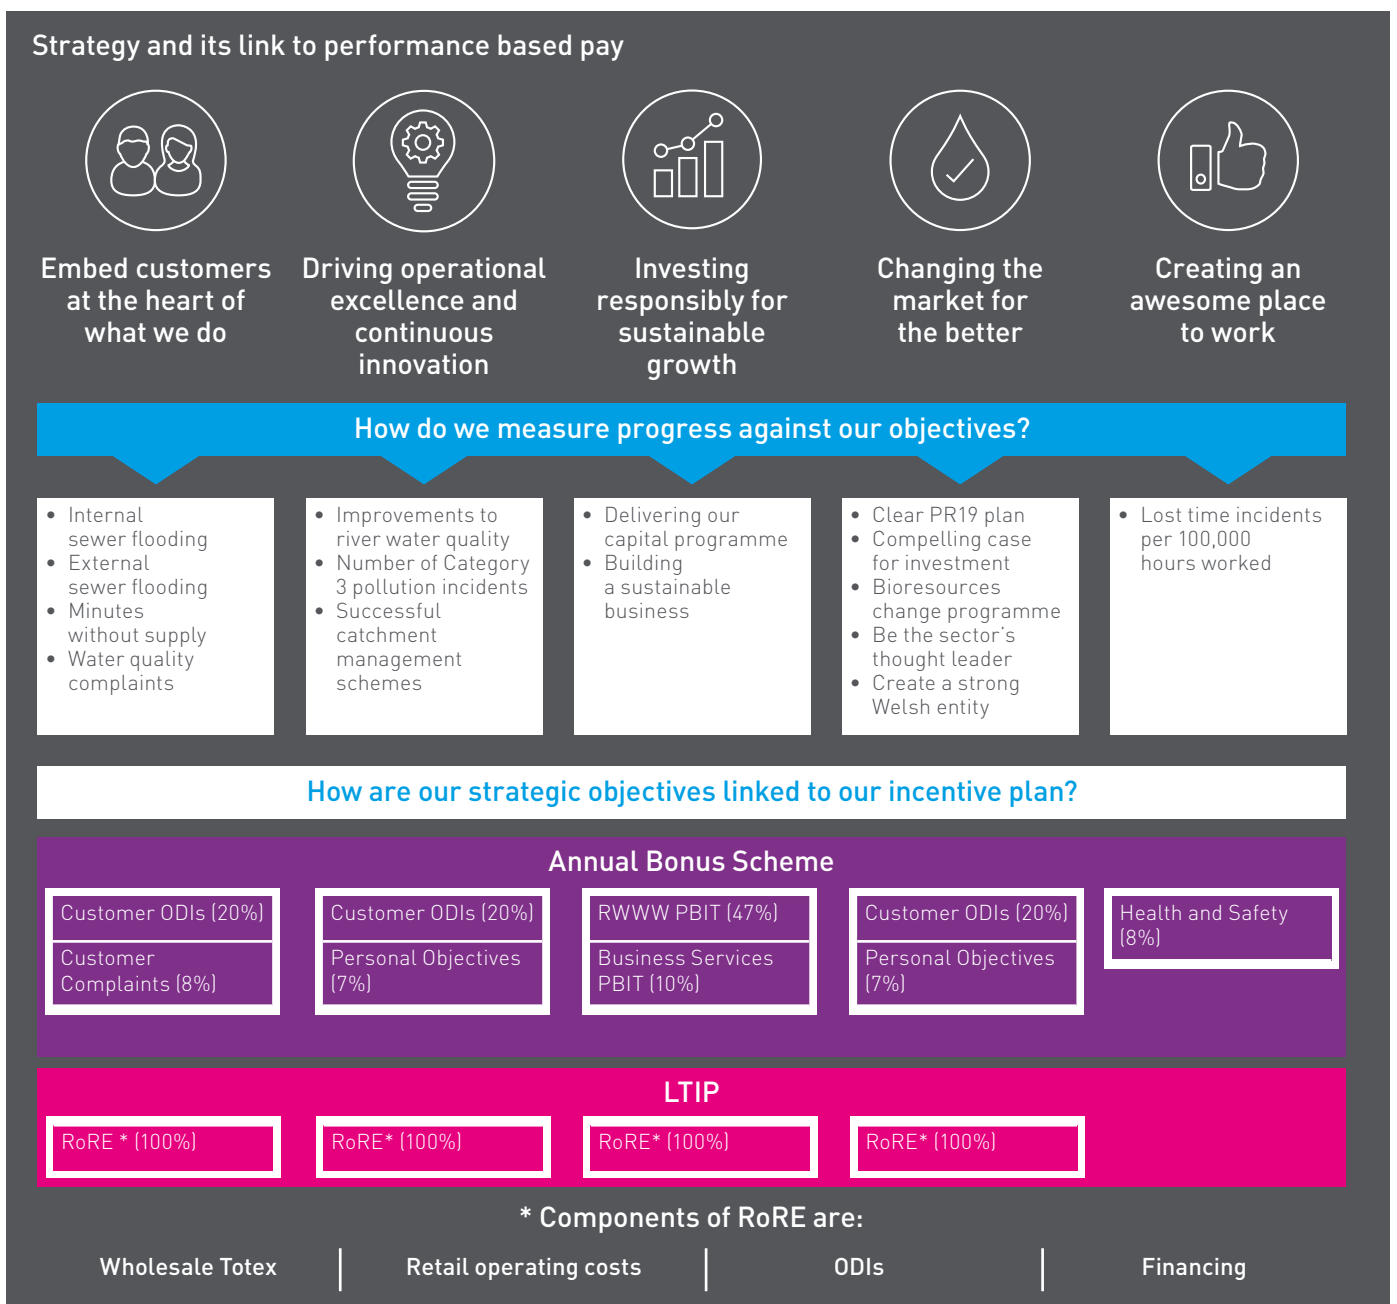 Strategy and its link to performance based pay
Embed customers
at the heart of
what we do
Driving operational
excellence and
continuous
innovation
Investing
responsibly for
sustainable
growth
Changing the
market for
the better
Creating an
awesome place
to work
How do we measure progress against our objectives?
• Internal
sewer flooding
• External
sewer flooding
• Minutes
without supply
• Water quality
complaints
• Improvements to
river water quality
• Number of Category
3 pollution incidents
• Successful
catchment
management
schemes
• Delivering our
capital programme
• Building
a sustainable
business
• Clear PR19 plan
• Compelling case
for investment
• Bioresources
change programme
• Be the sector's
thought leader
• Create a strong
Welsh entity
• Lost time incidents
per 100,000
hours worked
How are our strategic objectives linked to our incentive plan?
Annual Bonus Scheme
Customer ODIs (20%)
Customer
Complaints (8%)
Customer ODIs (20%)
Personal Objectives
(7%)
RWWW PBIT (47%)
Business Services
PBIT (10%)
Customer ODIs (20%)
Personal Objectives
(7%)
Health and Safety
(8%)
LTIP
RoRE * (100%)
RoRE* (100%)
RoRE* (100%)
RoRE* (100%)
* Components of RoRE are:
Wholesale Totex
Retail operating costs
ODIs
Financing